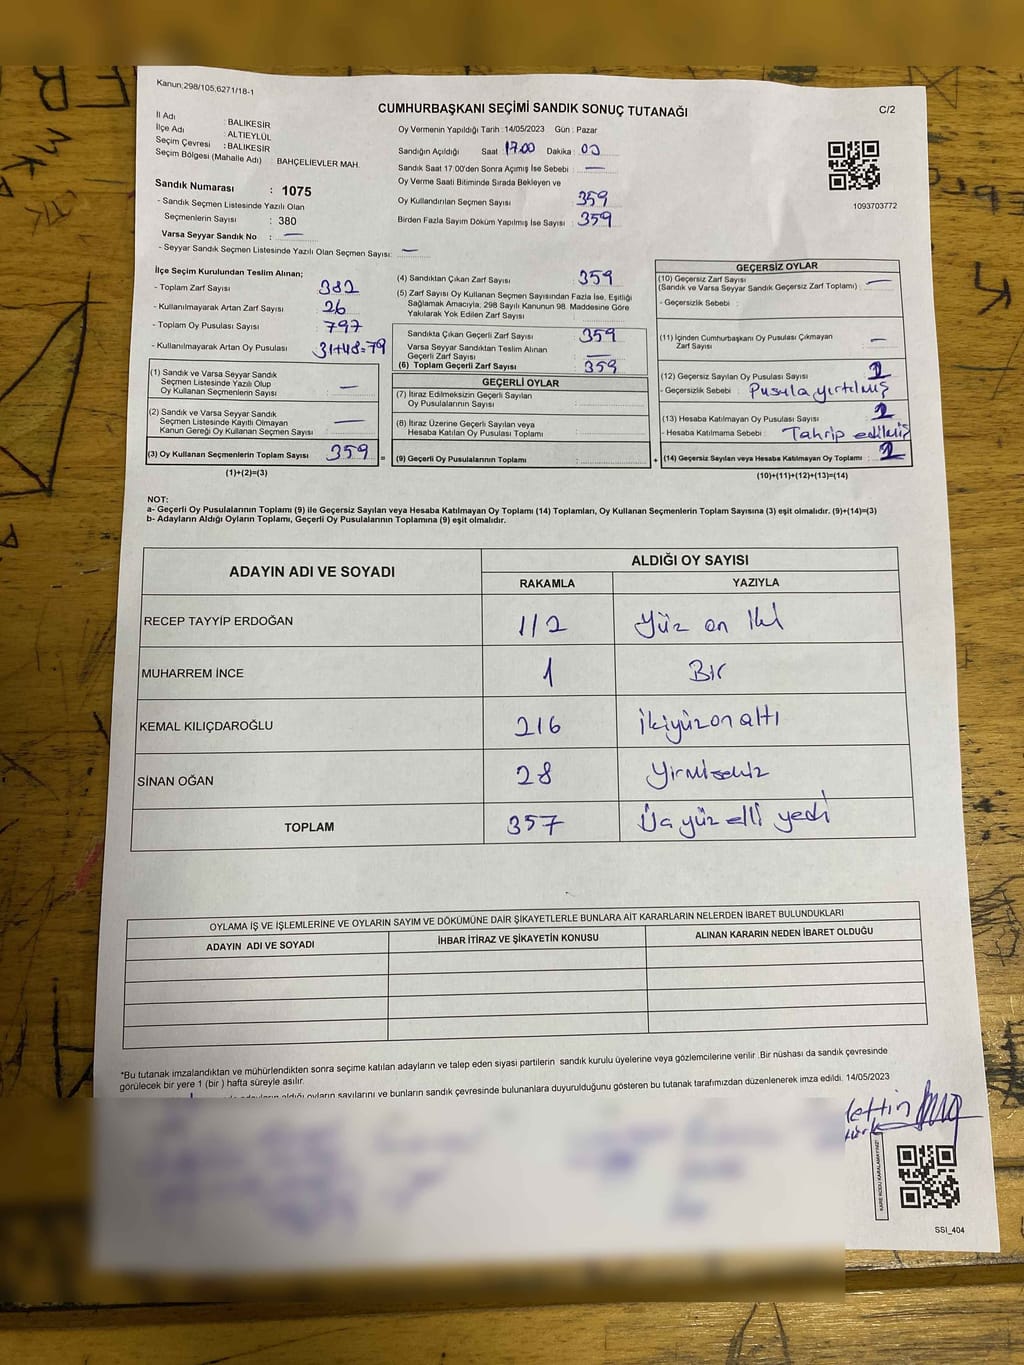 Kanun;298/105,6271/18-1
CUMHURBAŞKANI SEÇİMİ SANDIK SONUÇ TUTANAĞI
C/2
İl Adı : BALIKESİR
İlçe Adı : ALTIEYLÜL
Seçim Çevresi : BALIKESİR
Seçim Bölgesi (Mahalle Adı) : BAHÇELİEVLER MAH.
Sandık Numarası : 1075
- Sandık Seçmen Listesinde Yazılı Olan
Seçmenlerin Sayısı : 380
Varsa Seyyar Sandık No : —
- Seyyar Sandık Seçmen Listesinde Yazılı Olan Seçmen Sayısı: —
Oy Vermenin Yapıldığı Tarih : 14/05/2023 Gün : Pazar
Sandığın Açıldığı Saat : 17.00 Dakika : 00
Sandık Saat 17.00'den Sonra Açımış İse Sebebi : —
Oy Verme Saati Bitiminde Sırada Bekleyen ve
Oy Kullandırılan Seçmen Sayısı : 359
Birden Fazla Sayım Döküm Yapılmış İse Sayısı : 359
1093703772
İlçe Seçim Kurulundan Teslim Alınan;
- Toplam Zarf Sayısı : 382
- Kullanılmayarak Artan Zarf Sayısı : 26
- Toplam Oy Pusulası Sayısı : 797
- Kullanılmayarak Artan Oy Pusulası : 31+48=79
(1) Sandık ve Varsa Seyyar Sandık
Seçmen Listesinde Yazılı Olup
Oy Kullanan Seçmenlerin Sayısı : —
(2) Sandık ve Varsa Seyyar Sandık
Seçmen Listesinde Kayıtlı Olmayan
Kanun Gereği Oy Kullanan Seçmen Sayısı : —
(3) Oy Kullanan Seçmenlerin Toplam Sayısı : 359 =
(1)+(2)=(3)
(4) Sandıktan Çıkan Zarf Sayısı : 359
(5) Zarf Sayısı Oy Kullanan Seçmen Sayısından Fazla İse, Eşitliği
Sağlamak Amacıyla, 298 Sayılı Kanunun 98. Maddesine Göre
Yakılarak Yok Edilen Zarf Sayısı :
Sandıkta Çıkan Geçerli Zarf Sayısı : 359
Varsa Seyyar Sandıktan Teslim Alınan
Geçerli Zarf Sayısı : —
(6) Toplam Geçerli Zarf Sayısı : 359
GEÇERLİ OYLAR
(7) İtiraz Edilmeksizin Geçerli Sayılan
Oy Pusulalarının Sayısı :
(8) İtiraz Üzerine Geçerli Sayılan veya
Hesaba Katılan Oy Pusulası Toplamı :
(9) Geçerli Oy Pusulalarının Toplamı : +
GEÇERSİZ OYLAR
(10) Geçersiz Zarf Sayısı
(Sandık ve Varsa Seyyar Sandık Geçersiz Zarf Toplamı) : —
- Geçersizlik Sebebi :
(11) İçinden Cumhurbaşkanı Oy Pusulası Çıkmayan
Zarf Sayısı : —
(12) Geçersiz Sayılan Oy Pusulası Sayısı :
- Geçersizlik Sebebi : Pusula yırtılmış
(13) Hesaba Katılmayan Oy Pusulası Sayısı :
- Hesaba Katılmama Sebebi : Tahrip edilmiş
(14) Geçersiz Sayılan veya Hesaba Katılmayan Oy Toplamı :
(10)+(11)+(12)+(13)=(14)
NOT:
a- Geçerli Oy Pusulalarının Toplamı (9) ile Geçersiz Sayılan veya Hesaba Katılmayan Oy Toplamı (14) Toplamları, Oy Kullanan Seçmenlerin Toplam Sayısına (3) eşit olmalıdır. (9)+(14)=(3)
b- Adayların Aldığı Oyların Toplamı, Geçerli Oy Pusulalarının Toplamına (9) eşit olmalıdır.
ADAYIN ADI VE SOYADI
ALDIĞI OY SAYISI
RAKAMLA YAZIYLA
RECEP TAYYİP ERDOĞAN 112 Yüz on iki
MUHARREM İNCE 1 Bir
KEMAL KILIÇDAROĞLU 216 İkiyüzonaltı
SİNAN OĞAN 28 Yirmisekiz
TOPLAM 357 Üç yüz elli yedi
OYLAMA İŞ VE İŞLEMLERİNE VE OYLARIN SAYIM VE DÖKÜMÜNE DAİR ŞİKAYETLERLE BUNLARA AİT KARARLARIN NELERDEN İBARET BULUNDUKLARI
ADAYIN ADI VE SOYADI İHBAR İTİRAZ VE ŞİKAYETİN KONUSU ALINAN KARARIN NEDEN İBARET OLDUĞU
*Bu tutanak imzalandıktan ve mühürlendikten sonra seçime katılan adayların ve talep eden siyasi partilerin sandık kurulu üyelerine veya gözlemcilerine verilir .Bir nüshası da sandık çevresinde
görülecek bir yere 1 (bir ) hafta süreyle asılır.
adayların aldığı oyların sayılarını ve bunların sandık çevresinde bulunanlara duyurulduğunu gösteren bu tutanak tarafımızdan düzenlenerek imza edildi. 14/05/2023
lettin
türk
KARE KODU KARALAMAYINIZ!
SSI_404